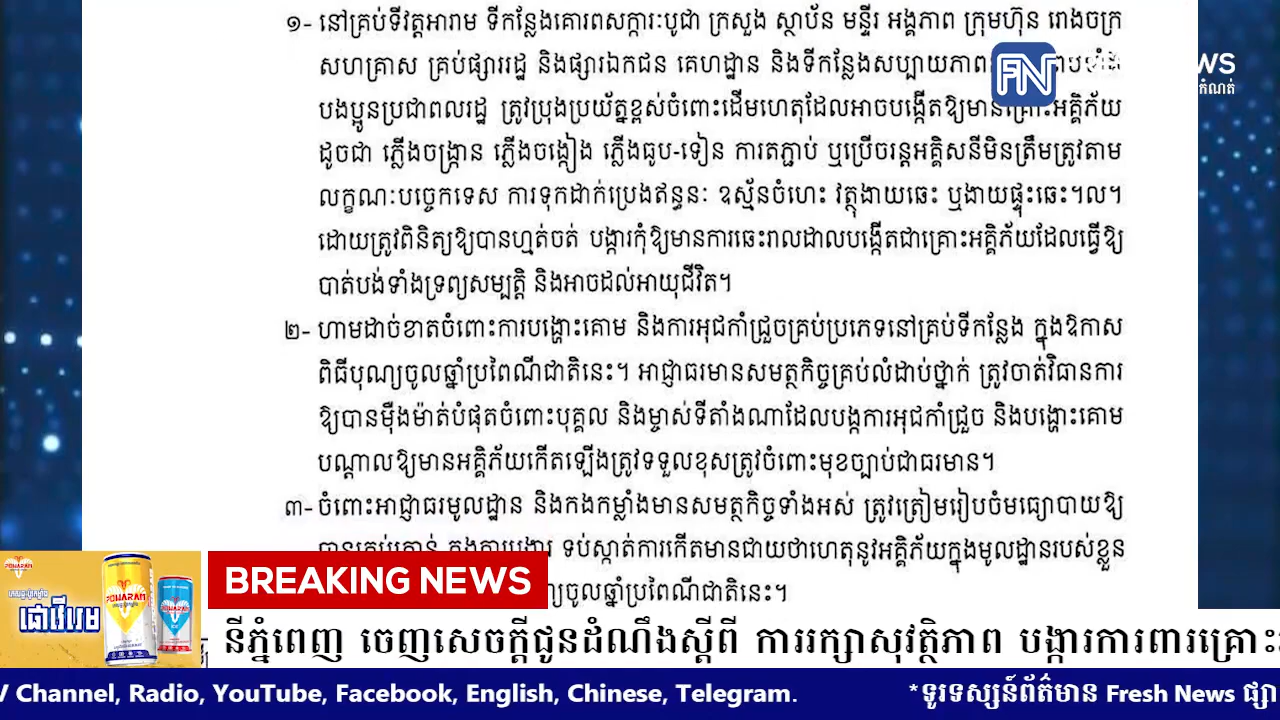 ១- នៅគ្រប់ទីវត្តអារាម ទីកន្លែងគោរពសក្ការៈបូជា ក្រសួង ស្ថាប័ន មន្ទីរ អង្គភាព ក្រុមហ៊ុន រោងចក្រ
សហគ្រាស គ្រប់ផ្សាររដ្ឋ និងផ្សារឯកជន គេហដ្ឋាន និងទីកន្លែងសប្បាយភាព
FN
WS
បងប្អូនប្រជាពលរដ្ឋ ត្រូវប្រុងប្រយ័ត្នខ្ពស់ចំពោះដើមហេតុដែលអាចបង្កើតឱ្យមានគ្រោះអគ្គិភ័យ
ដូចជា ភ្លើងចង្ក្រាន ភ្លើងចង្កៀង ភ្លើងធូប-ទៀន ការតភ្ជាប់ ឬប្រើចរន្តអគ្គិសនីមិនត្រឹមត្រូវតាម
លក្ខណៈបច្ចេកទេស ការទុកដាក់ប្រេងឥន្ធនៈ ឧស្ម័នចំហេះ វត្ថុងាយឆេះ ឬងាយផ្ទុះឆេះ។ល។
ដោយត្រូវពិនិត្យឱ្យបានហ្មត់ចត់ បង្ការកុំឱ្យមានការឆេះរាលដាលបង្កើតជាគ្រោះអគ្គិភ័យដែលធ្វើឱ្យ
បាត់បង់ទាំងទ្រព្យសម្បត្តិ និងអាចដល់អាយុជីវិត។
២- ហាមដាច់ខាតចំពោះការបង្ហោះគោម និងការអុជកាំជ្រួចគ្រប់ប្រភេទនៅគ្រប់ទីកន្លែង ក្នុងឱកាស
ពិធីបុណ្យចូលឆ្នាំប្រពៃណីជាតិនេះ។ អាជ្ញាធរមានសមត្ថកិច្ចគ្រប់លំដាប់ថ្នាក់ ត្រូវចាត់វិធានការ
ឱ្យបានម៉ឺងម៉ាត់បំផុតចំពោះបុគ្គល និងម្ចាស់ទីតាំងណាដែលបង្កការអុជកាំជ្រួច និងបង្ហោះគោម
បណ្តាលឱ្យមានអគ្គិភ័យកើតឡើងត្រូវទទួលខុសត្រូវចំពោះមុខច្បាប់ជាធរមាន។
៣- ចំពោះអាជ្ញាធរមូលដ្ឋាន និងកងកម្លាំងមានសមត្ថកិច្ចទាំងអស់ ត្រូវត្រៀមរៀបចំមធ្យោបាយឱ្យ
ទប់ស្កាត់ការកើតមានជាយថាហេតុនូវអគ្គិភ័យក្នុងមូលដ្ឋានរបស់ខ្លួន
ចូលឆ្នាំប្រពៃណីជាតិនេះ។
POWARAM
BREAKING NEWS
នីភ្នំពេញ ចេញសេចក្តីជូនដំណឹងស្តីពី ការរក្សាសុវត្ថិភាព បង្ការការពារគ្រោះ
V Channel, Radio, YouTube, Facebook, English, Chinese, Telegram.
*ទូរទស្សន៍ព័ត៌មាន Fresh News ផ្សា